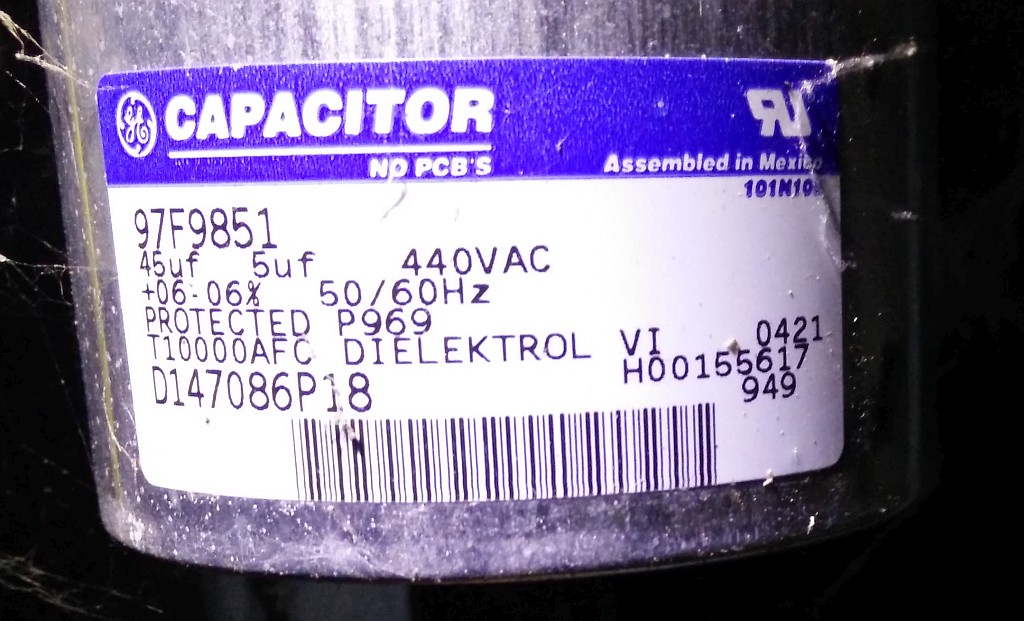 GE CAPACITOR
NO PCB'S
Assembled in Mexico
97F9851
45uf 5uf 440VAC
+06-06% 50/60Hz
PROTECTED P969
T10000AFC DIELEKTROL VI 0421
D147086P18 H00155617
949